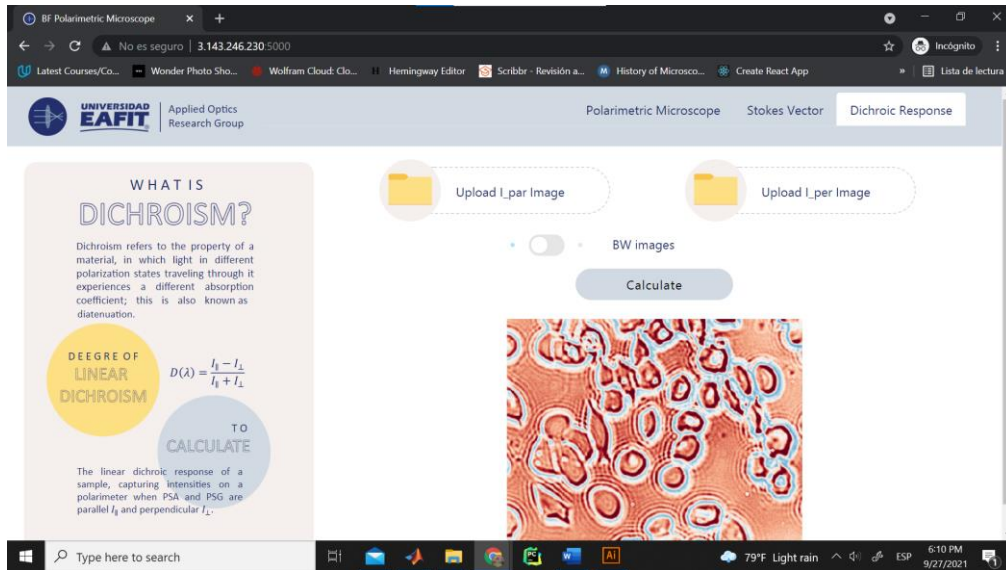 BF Polarimetric Microscope
No es seguro | 3.143.246.230:5000
Incógnito
Latest Courses/Co...
Wonder Photo Sho...
Wolfram Cloud: Clo...
Hemingway Editor
Scribbr - Revisión a...
History of Microsco...
Create React App
»
Lista de lectura
UNIVERSIDAD
EAFIT
Applied Optics
Research Group
Polarimetric Microscope
Stokes Vector
Dichroic Response
WHAT IS
DICHROISM?
Dichroism refers to the property of a
material, in which light in different
polarization states traveling through it
experiences a different absorption
coefficient; this is also known as
diatenuation.
DEEGRE OF
LINEAR
DICHROISM
D(λ) = (I∥ − I⊥) / (I∥ + I⊥)
TO
CALCULATE
The linear dichroic response of a
sample, capturing intensities on a
polarimeter when PSA and PSG are
parallel I∥ and perpendicular I⊥.
Upload I_par Image
Upload I_per Image
BW images
Calculate
Type here to search
PC
W
Ai
79°F Light rain
ESP
6:10 PM
9/27/2021